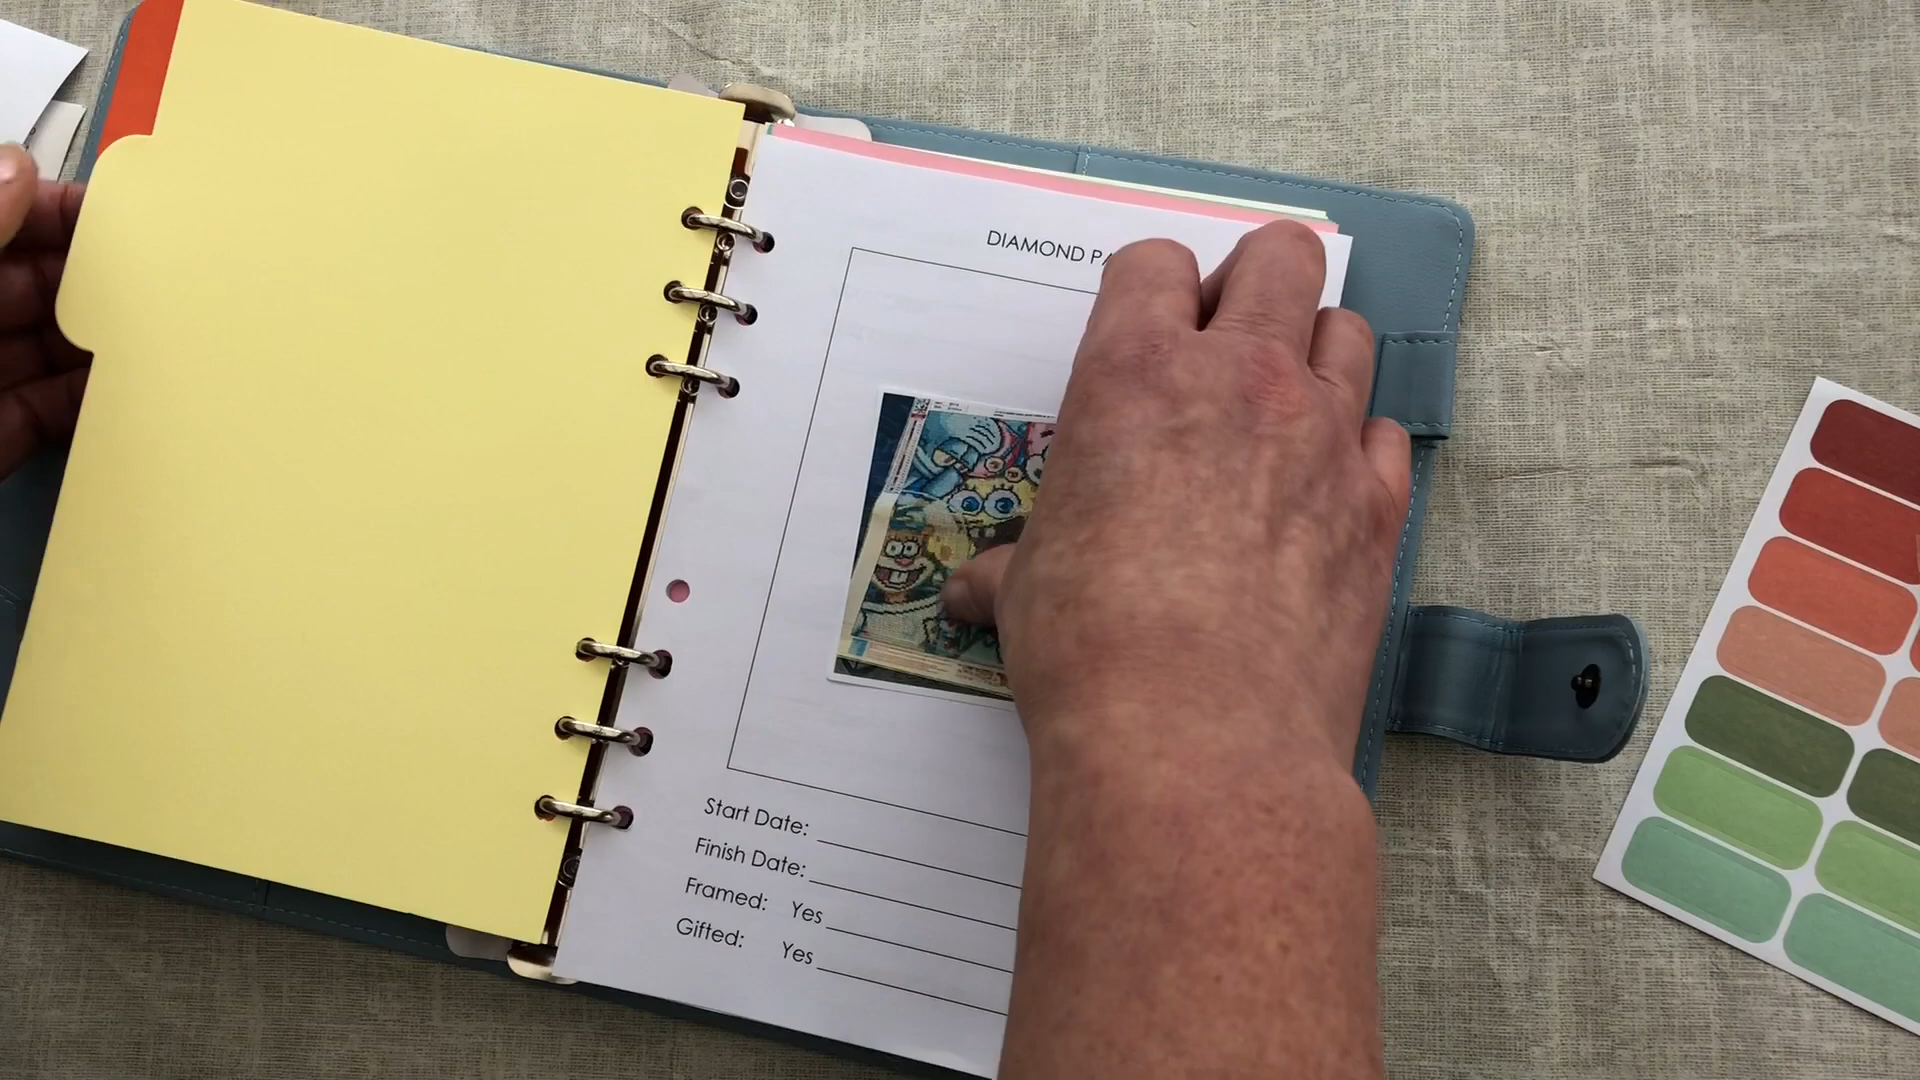 DIAMOND PA
Start Date:
Finish Date:
Framed: Yes
Gifted: Yes